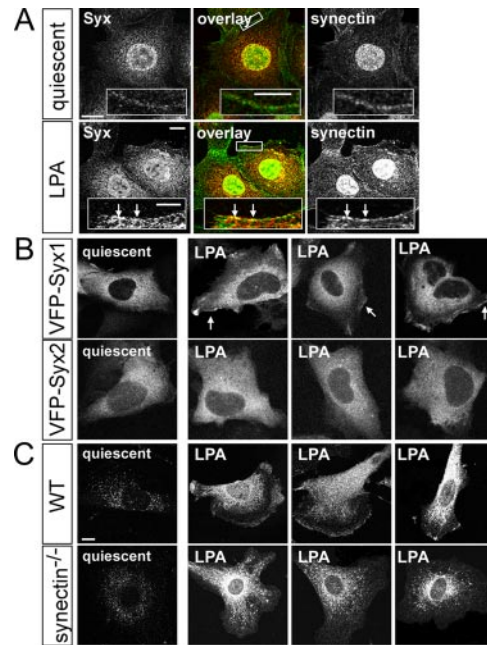 A
Syx overlay synectin
quiescent
LPA
Syx overlay synectin
B
quiescent LPA LPA LPA
VFP-Syx1
VFP-Syx2
LPA LPA LPA
C
quiescent LPA LPA LPA
WT
synectin-/-
quiescent LPA LPA LPA